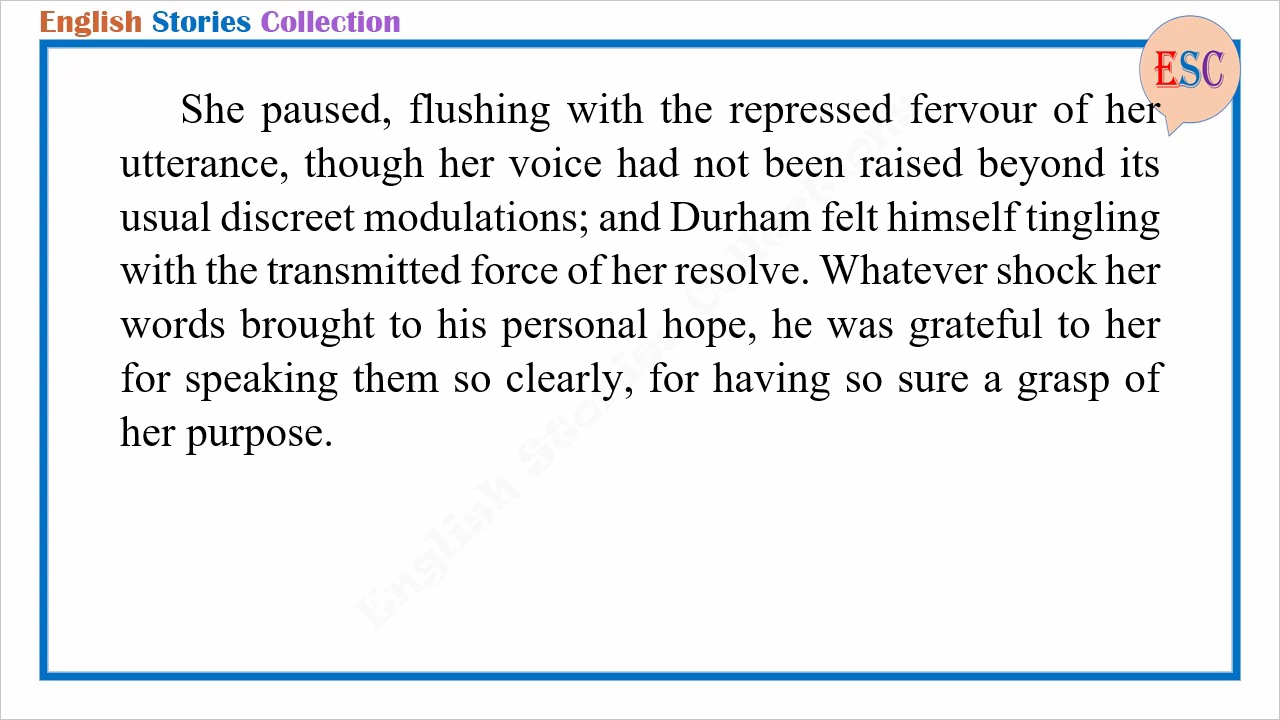 English Stories Collection
ESC
She paused, flushing with the repressed fervour of her
utterance, though her voice had not been raised beyond its
usual discreet modulations; and Durham felt himself tingling
with the transmitted force of her resolve. Whatever shock her
words brought to his personal hope, he was grateful to her
for speaking them so clearly, for having so sure a grasp of
her purpose.
English Stories Collections